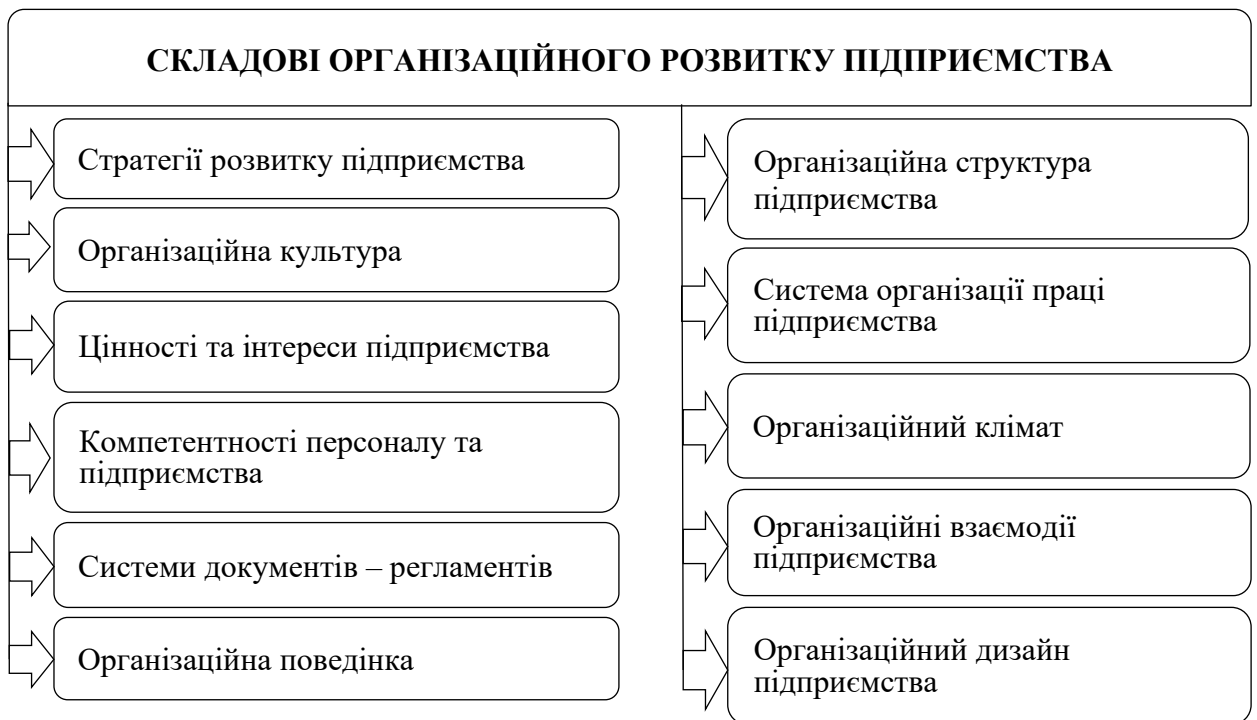 СКЛАДОВІ ОРГАНІЗАЦІЙНОГО РОЗВИТКУ ПІДПРИЄМСТВА
Стратегії розвитку підприємства
Організаційна культура
Цінності та інтереси підприємства
Компетентності персоналу та
підприємства
Системи документів – регламентів
Організаційна поведінка
Організаційна структура
підприємства
Система організації праці
підприємства
Організаційний клімат
Організаційні взаємодії
підприємства
Організаційний дизайн
підприємства